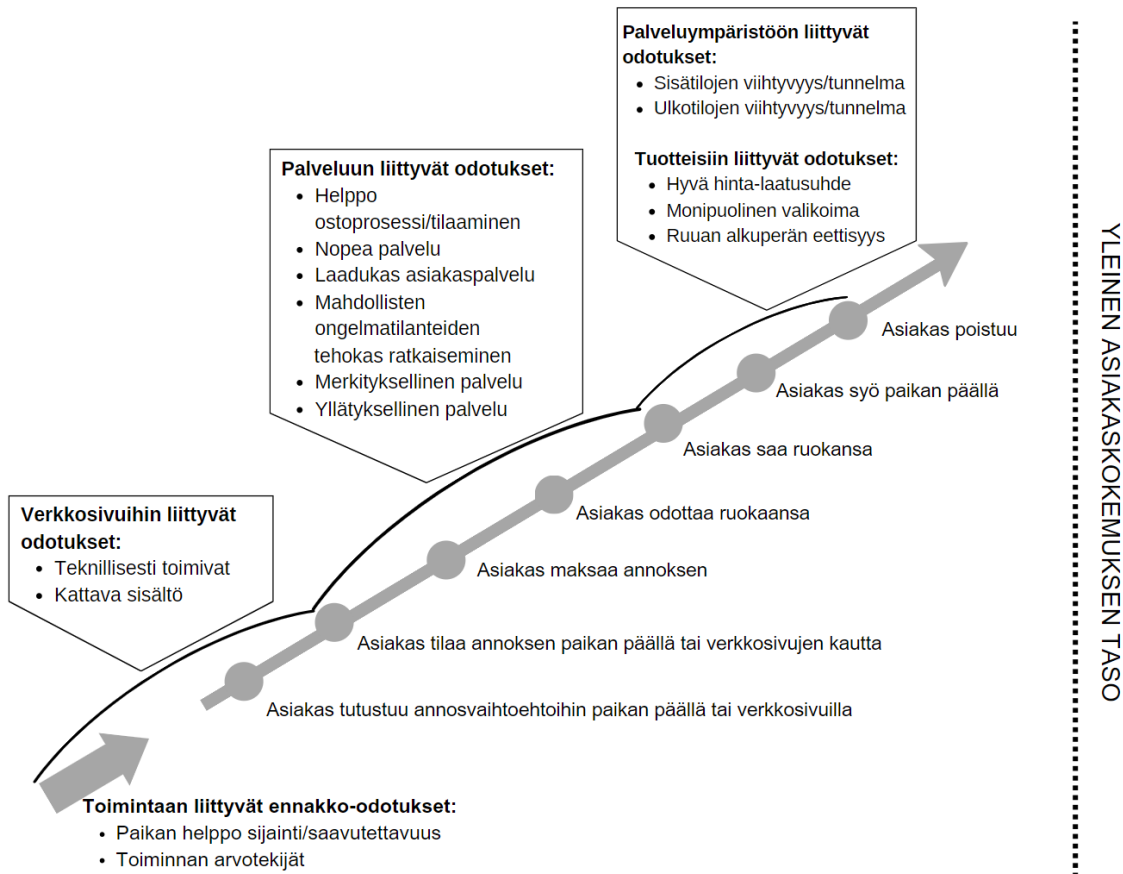 Palveluympäristöön liittyvät
odotukset:
• Sisätilojen viihtyvyys/tunnelma
• Ulkotilojen viihtyvyys/tunnelma
Tuotteisiin liittyvät odotukset:
• Hyvä hinta-laatusuhde
• Monipuolinen valikoima
• Ruuan alkuperän eettisyys
Palveluun liittyvät odotukset:
• Helppo
ostoprosessi/tilaaminen
• Nopea palvelu
• Laadukas asiakaspalvelu
• Mahdollisten
ongelmatilanteiden
tehokas ratkaiseminen
• Merkityksellinen palvelu
• Yllätyksellinen palvelu
Verkkosivuihin liittyvät
odotukset:
• Teknillisesti toimivat
• Kattava sisältö
Asiakas poistuu
Asiakas syö paikan päällä
Asiakas saa ruokansa
Asiakas odottaa ruokaansa
Asiakas maksaa annoksen
Asiakas tilaa annoksen paikan päällä tai verkkosivujen kautta
Asiakas tutustuu annosvaihtoehtoihin paikan päällä tai verkkosivuilla
Toimintaan liittyvät ennakko-odotukset:
• Paikan helppo sijainti/saavutettavuus
• Toiminnan arvotekijät
YLEINEN ASIAKASKOKEMUKSEN TASO